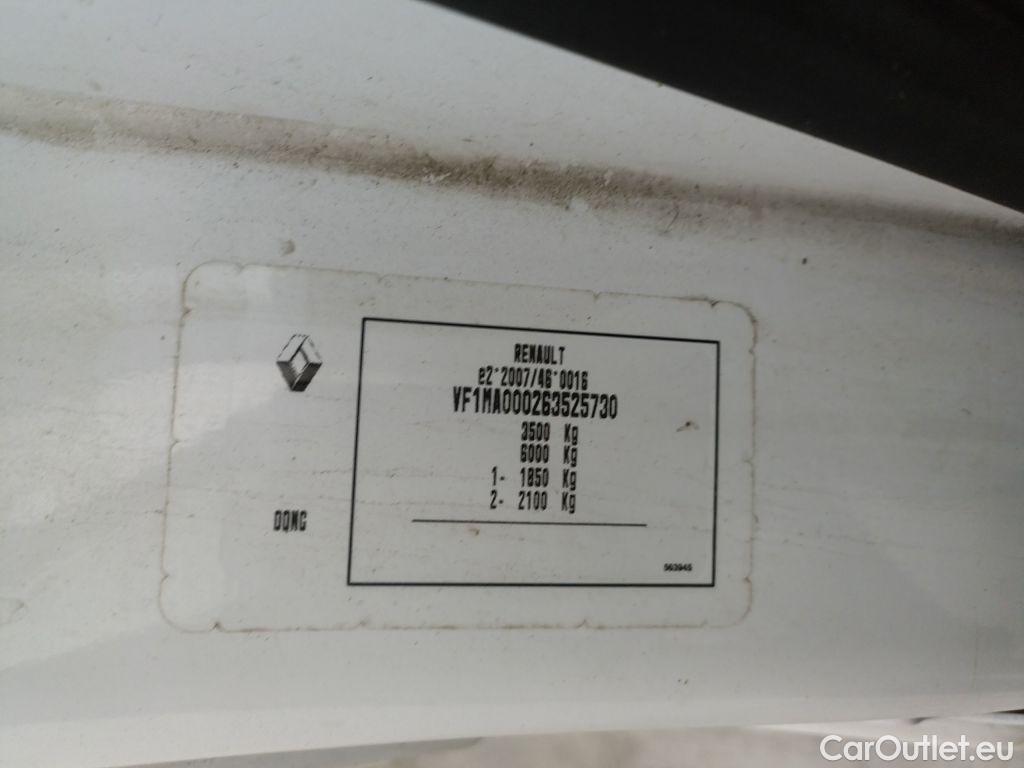 RENAULT
e2*2007/46*0016
VF1MA000263525730
3500 Kg
6000 Kg
1- 1850 Kg
2- 2100 Kg
DQNG
563945
CarOutlet.eu